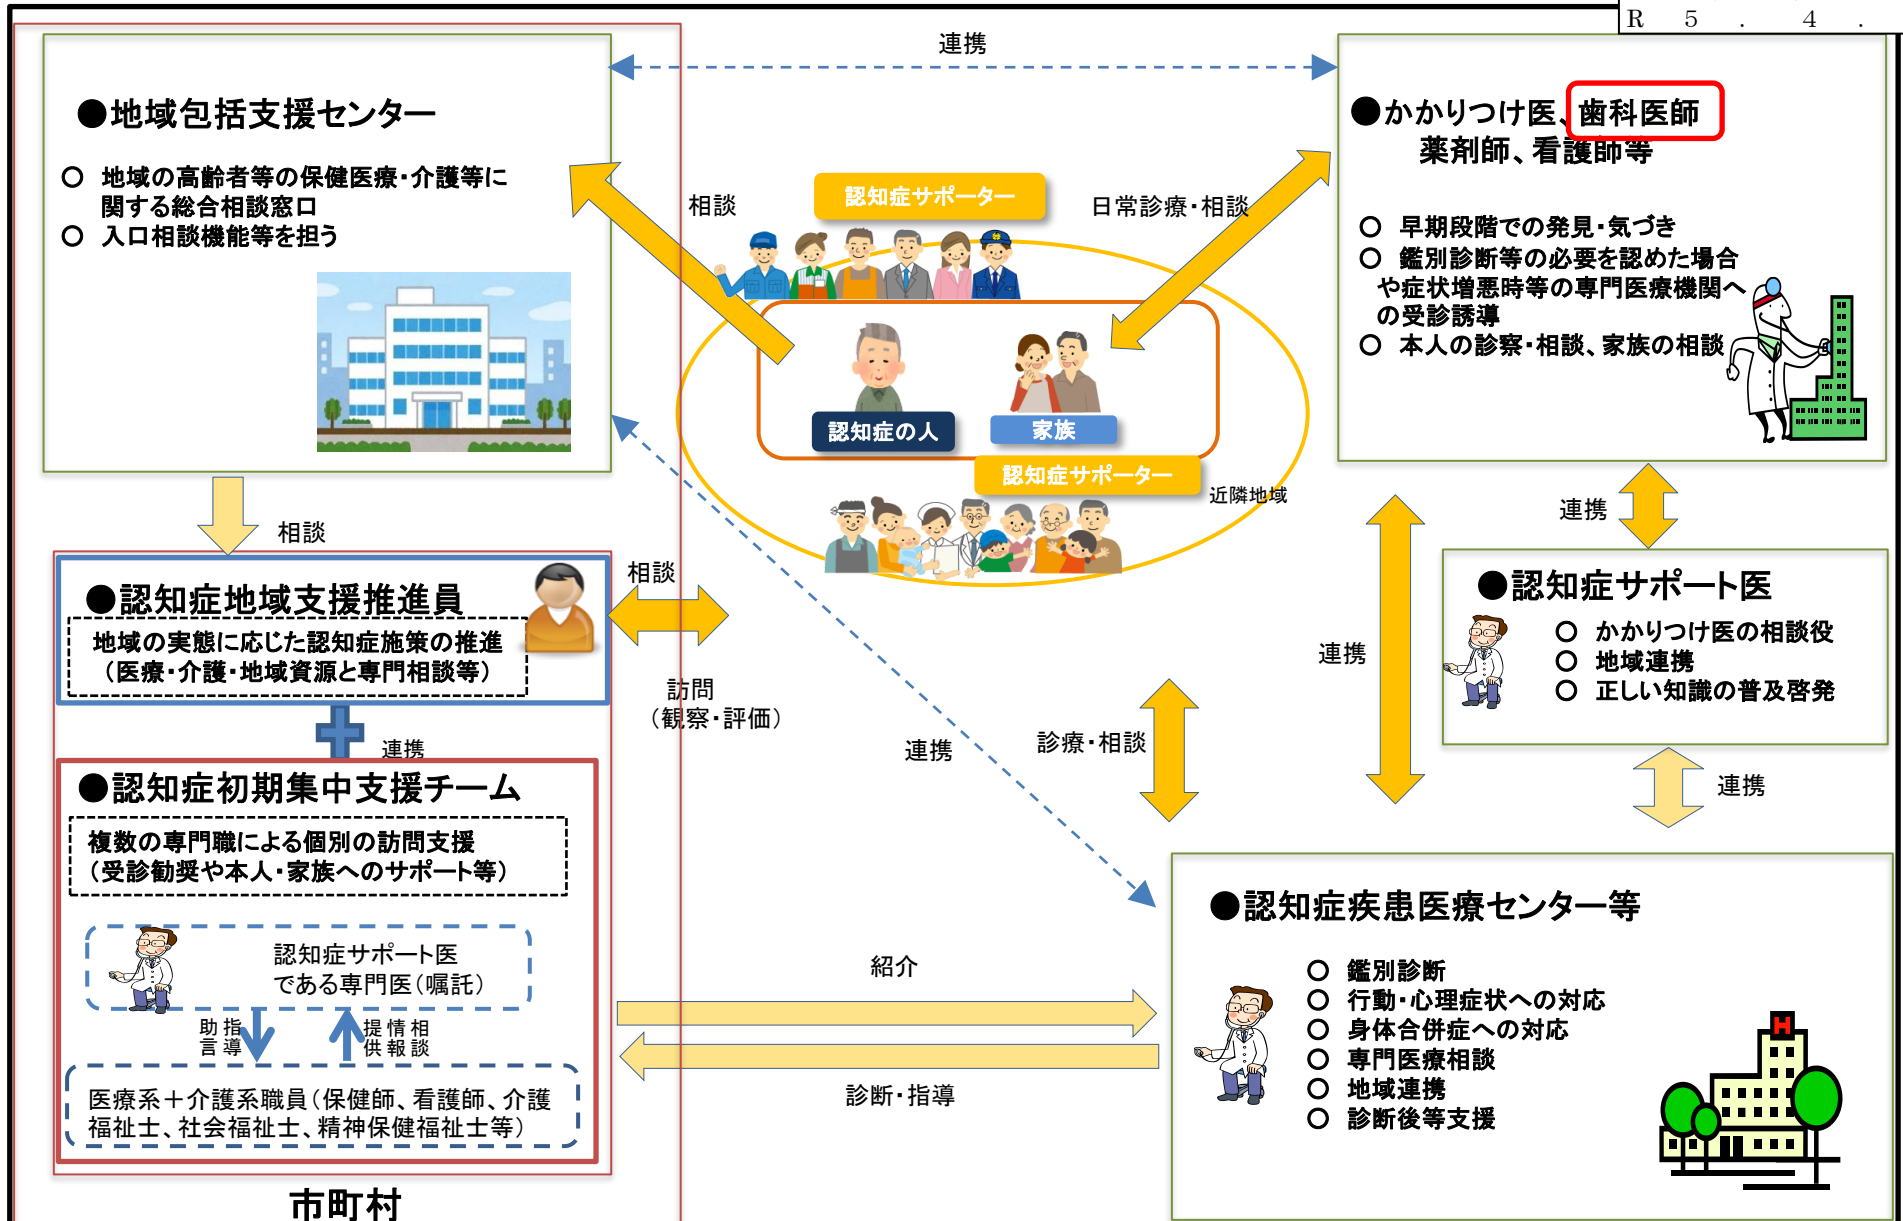 R 5 . 4 .
連携
●地域包括支援センター
○ 地域の高齢者等の保健医療・介護等に
関する総合相談窓口
○ 入口相談機能等を担う
●かかりつけ医、歯科医師
薬剤師、看護師等
○ 早期段階での発見・気づき
○ 鑑別診断等の必要を認めた場合
や症状増悪時等の専門医療機関へ
の受診誘導
○ 本人の診察・相談、家族の相談
相談
認知症サポーター
日常診療・相談
認知症の人
家族
認知症サポーター
近隣地域
相談
連携
●認知症地域支援推進員
地域の実態に応じた認知症施策の推進
（医療・介護・地域資源と専門相談等）
相談
訪問
（観察・評価）
連携
診療・相談
連携
●認知症サポート医
○ かかりつけ医の相談役
○ 地域連携
○ 正しい知識の普及啓発
連携
連携
●認知症初期集中支援チーム
複数の専門職による個別の訪問支援
（受診勧奨や本人・家族へのサポート等）
認知症サポート医
である専門医（嘱託）
指導
助言
相談
情報
提供
医療系＋介護系職員（保健師、看護師、介護
福祉士、社会福祉士、精神保健福祉士等）
紹介
診断・指導
●認知症疾患医療センター等
○ 鑑別診断
○ 行動・心理症状への対応
○ 身体合併症への対応
○ 専門医療相談
○ 地域連携
○ 診断後等支援
H
市町村